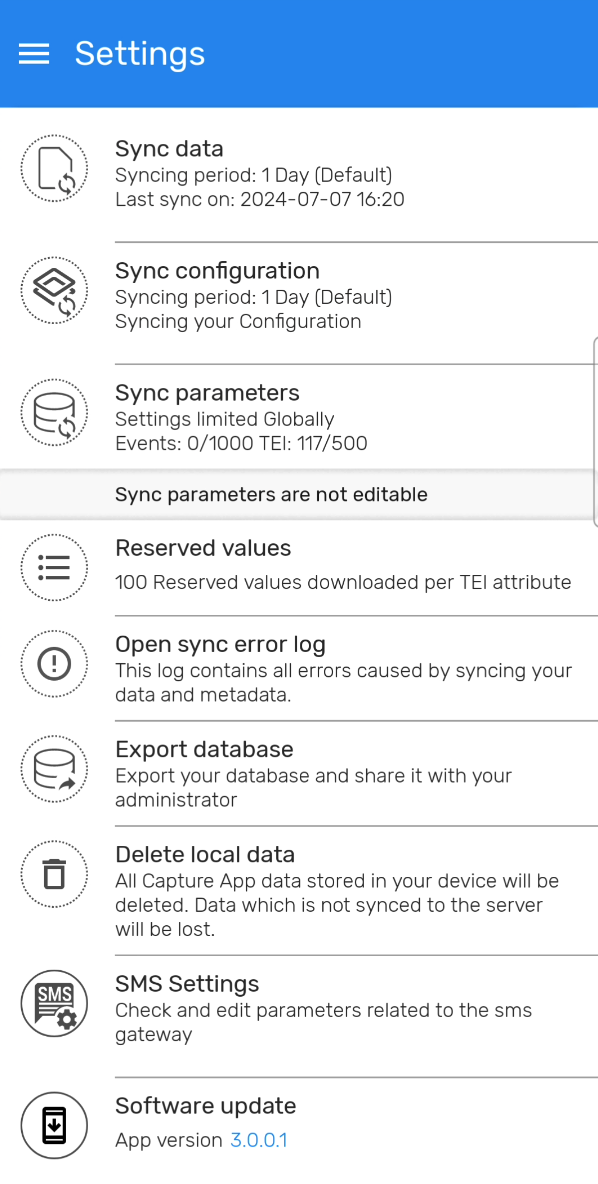 Settings
Sync data
Syncing period: 1 Day (Default)
Last sync on: 2024-07-07 16:20
Sync configuration
Syncing period: 1 Day (Default)
Syncing your Configuration
Sync parameters
Settings limited Globally
Events: 0/1000 TEI: 117/500
Sync parameters are not editable
Reserved values
100 Reserved values downloaded per TEI attribute
Open sync error log
This log contains all errors caused by syncing your
data and metadata.
Export database
Export your database and share it with your
administrator
Delete local data
All Capture App data stored in your device will be
deleted. Data which is not synced to the server
will be lost.
SMS
SMS Settings
Check and edit parameters related to the sms
gateway
Software update
App version 3.0.0.1